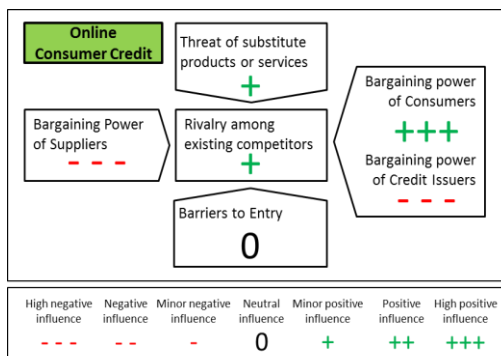 Online
Consumer Credit
Threat of substitute
products or services
+
Bargaining power
of Consumers
+++
Bargaining power
of Credit Issuers
- - -
Bargaining Power
of Suppliers
- - -
Rivalry among
existing competitors
+
Barriers to Entry
0
High negative
influence
- - -
Negative
influence
- -
Minor negative
influence
-
Neutral
influence
0
Minor positive
influence
+
Positive
influence
++
High positive
influence
+++